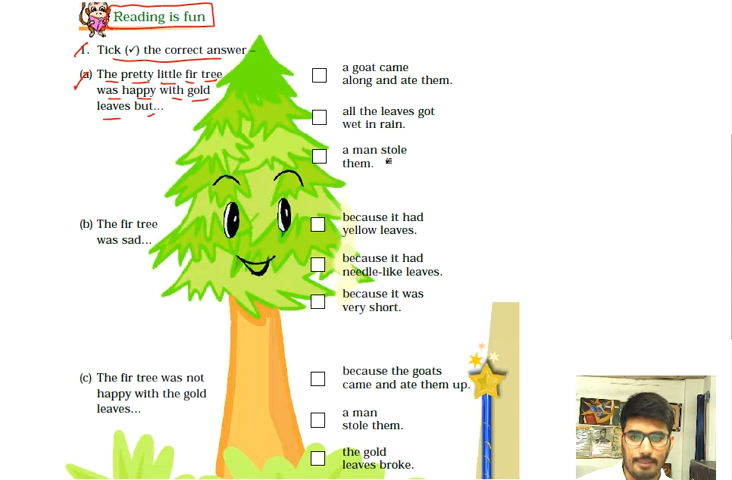 Reading is fun
1. Tick (✓) the correct answer –
(a) The pretty little fir tree
was happy with gold
leaves but...
a goat came
along and ate them.
all the leaves got
wet in rain.
a man stole
them.
(b) The fir tree
was sad...
because it had
yellow leaves.
because it had
needle-like leaves.
because it was
very short.
(c) The fir tree was not
happy with the gold
leaves...
because the goats
came and ate them up.
a man
stole them.
the gold
leaves broke.